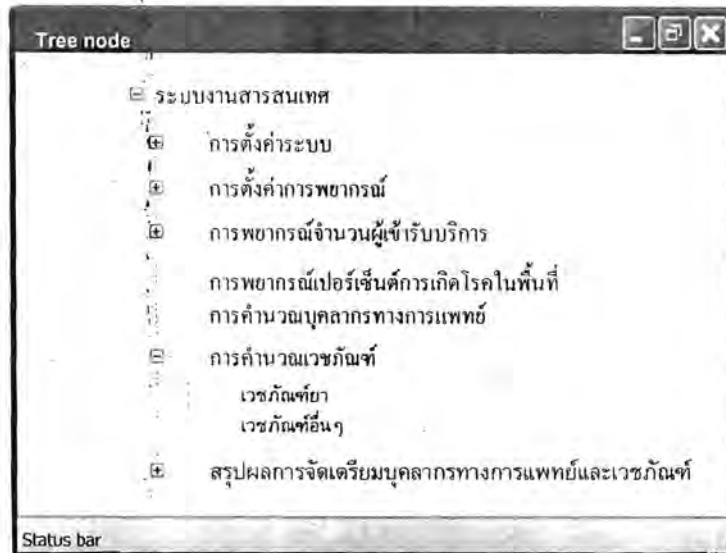 Tree node
ระบบงานสารสนเทศ
การตั้งค่าระบบ
การตั้งค่าการพยากรณ์
การพยากรณ์จำนวนผู้เข้ารับบริการ
การพยากรณ์เปอร์เซ็นต์การเกิดโรคในพื้นที่
การคำนวณบุคลากรทางการแพทย์
การคำนวณเวชภัณฑ์
เวชภัณฑ์ยา
เวชภัณฑ์อื่นๆ
สรุปผลการจัดเตรียมบุคลากรทางการแพทย์และเวชภัณฑ์
Status bar